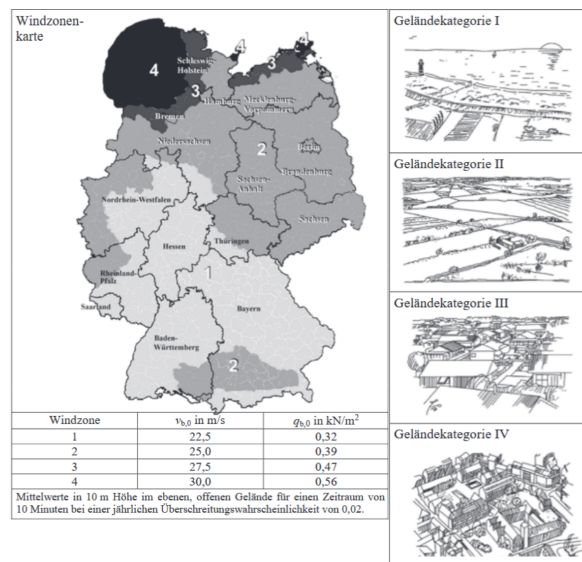 Windzonen-
karte
4
4
4
Schleswig-
Holstein
3
3
Hamburg
Mecklenburg-
Vorpommern
Bremen
Niedersachsen
2
Berlin
Brandenburg
Sachsen-
Anhalt
Nordrhein-Westfalen
Sachsen
Hessen
Thüringen
Rheinland-
Pfalz
1
Saarland
Bayern
Baden-
Württemberg
2
Windzone v_b,0 in m/s q_b,0 in kN/m²
1 22,5 0,32
2 25,0 0,39
3 27,5 0,47
4 30,0 0,56
Mittelwerte in 10 m Höhe im ebenen, offenen Gelände für einen Zeitraum von
10 Minuten bei einer jährlichen Überschreitungswahrscheinlichkeit von 0,02.
Geländekategorie I
Geländekategorie II
Geländekategorie III
Geländekategorie IV